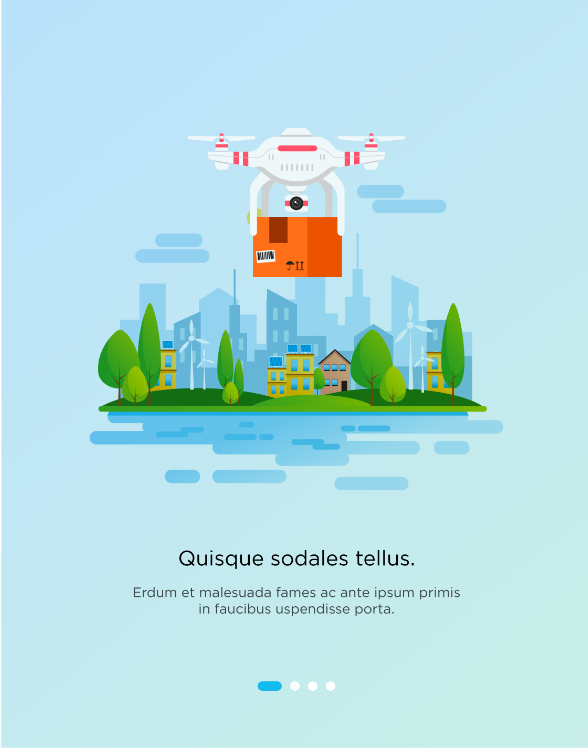 Quisque sodales tellus.
Erdum et malesuada fames ac ante ipsum primis
in faucibus uspendisse porta.